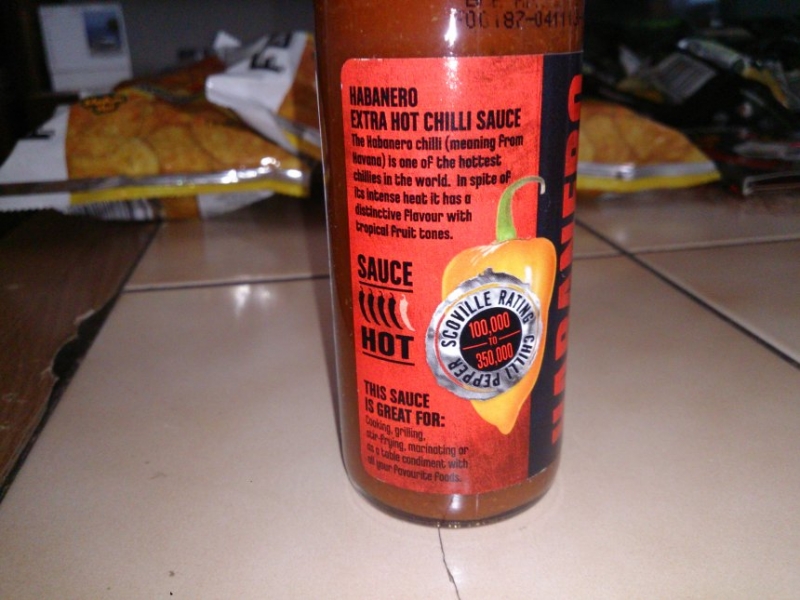 HABANERO
EXTRA HOT CHILLI SAUCE
The Habanero chilli (meaning from
Havana) is one of the hottest
chillies in the world. In spite of
its intense heat it has a
distinctive flavour with
tropical fruit tones.
SAUCE
HOT
SCOVILLE RATING
100,000
TO
350,000
CHILLI PEPPER
THIS SAUCE
IS GREAT FOR:
Cooking, grilling,
stir-frying, marinating or
as a table condiment with
all your favourite foods.
HABANERO